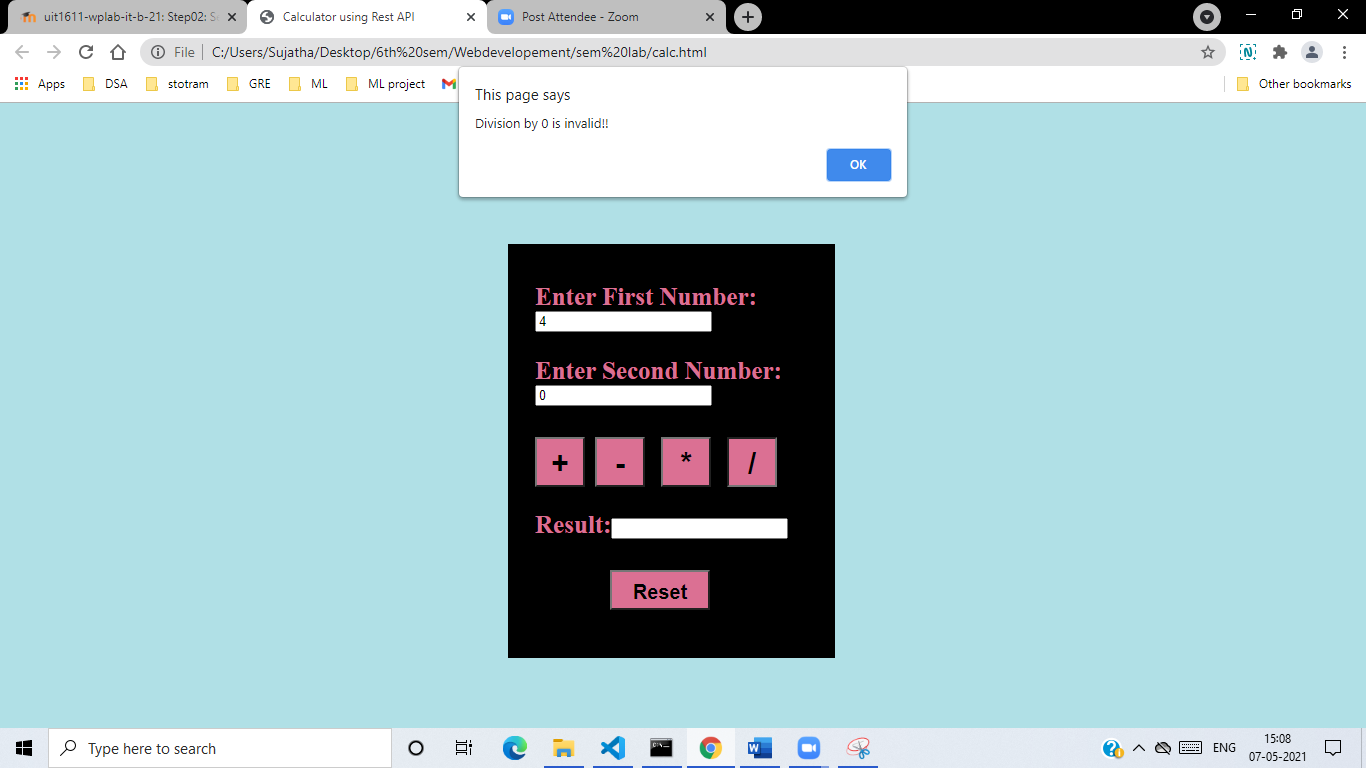 uit1611-wplab-it-b-21: Step02: S
Calculator using Rest API
Post Attendee - Zoom
File
C:/Users/Sujatha/Desktop/6th%20sem/Webdevelopement/sem%20lab/calc.html
Apps
DSA
stotram
GRE
ML
ML project
Other bookmarks
This page says
Division by 0 is invalid!!
OK
Enter First Number:
4
Enter Second Number:
0
+ - * /
Result:
Reset
Type here to search
ENG
15:08
07-05-2021